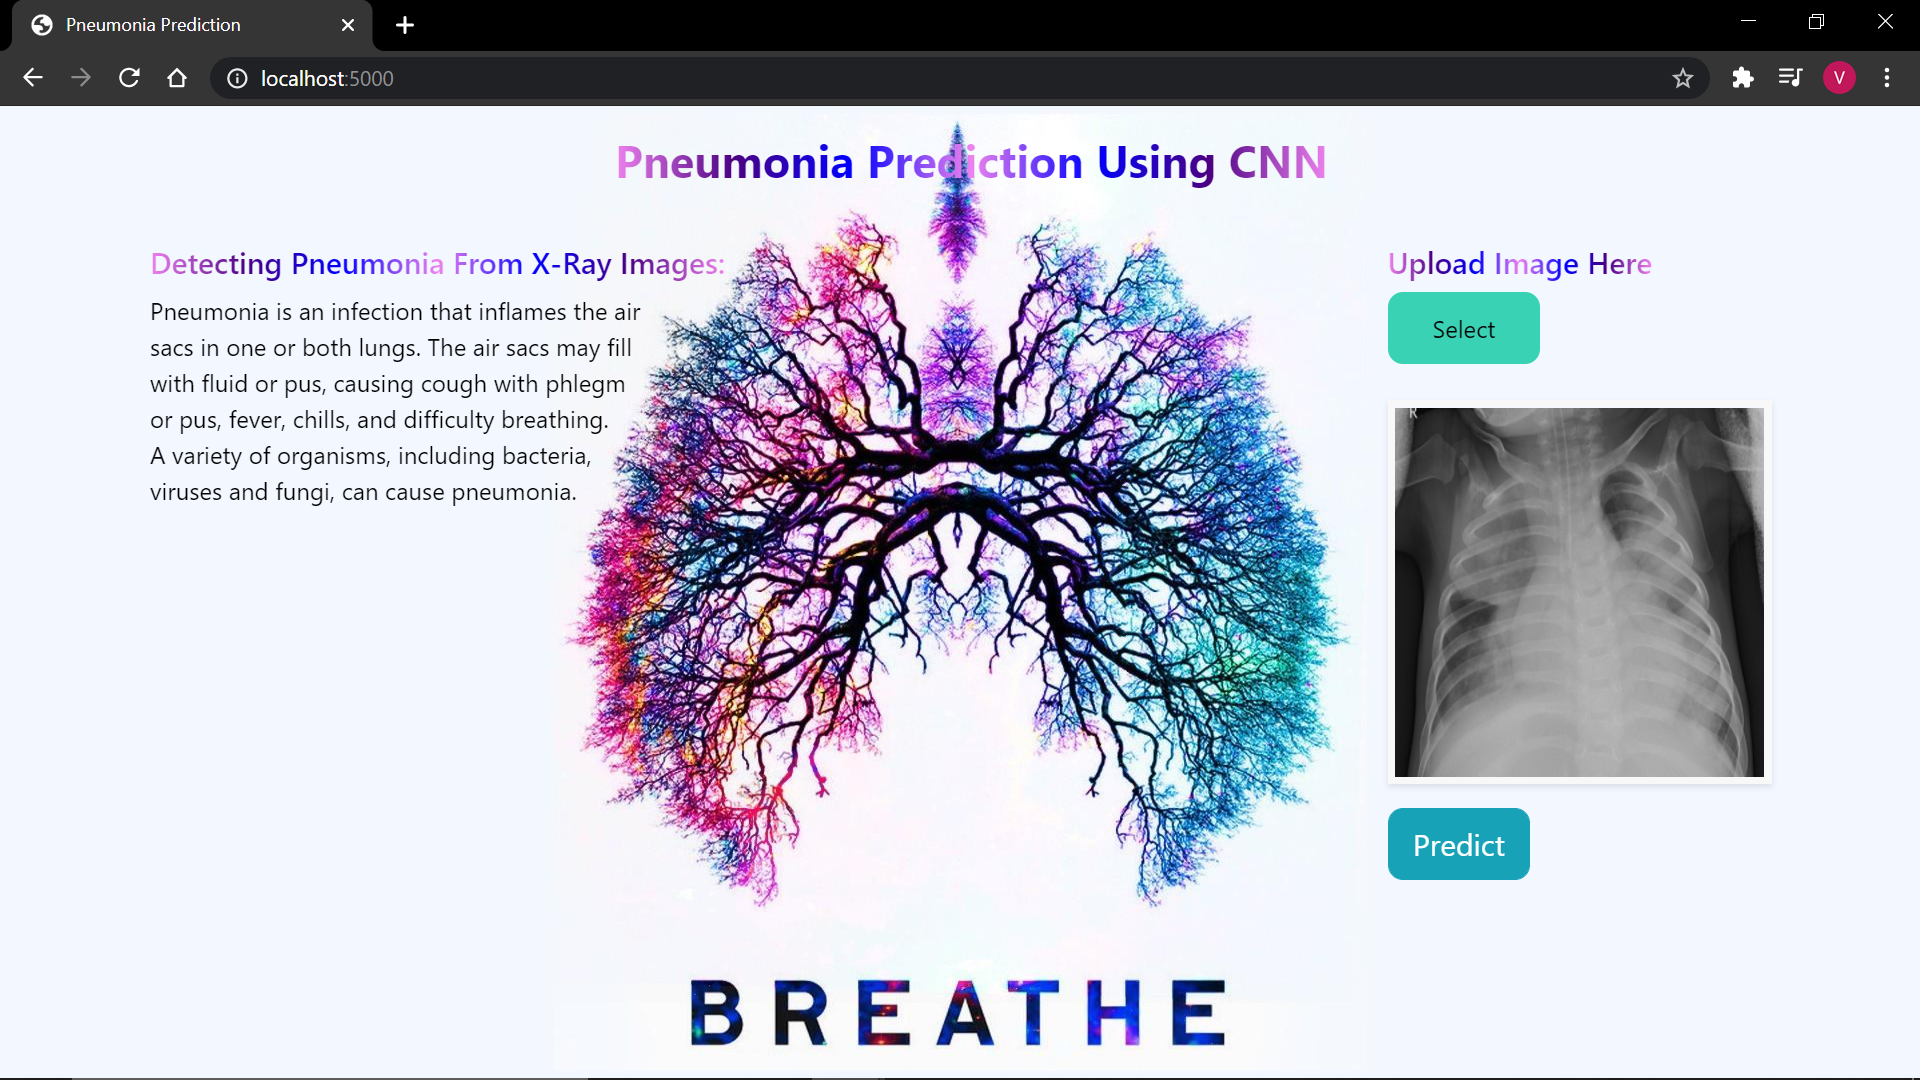 Pneumonia Prediction
localhost:5000
V
Pneumonia Prediction Using CNN
Detecting Pneumonia From X-Ray Images:
Pneumonia is an infection that inflames the air
sacs in one or both lungs. The air sacs may fill
with fluid or pus, causing cough with phlegm
or pus, fever, chills, and difficulty breathing.
A variety of organisms, including bacteria,
viruses and fungi, can cause pneumonia.
Upload Image Here
Select
R
Predict
BREATHE